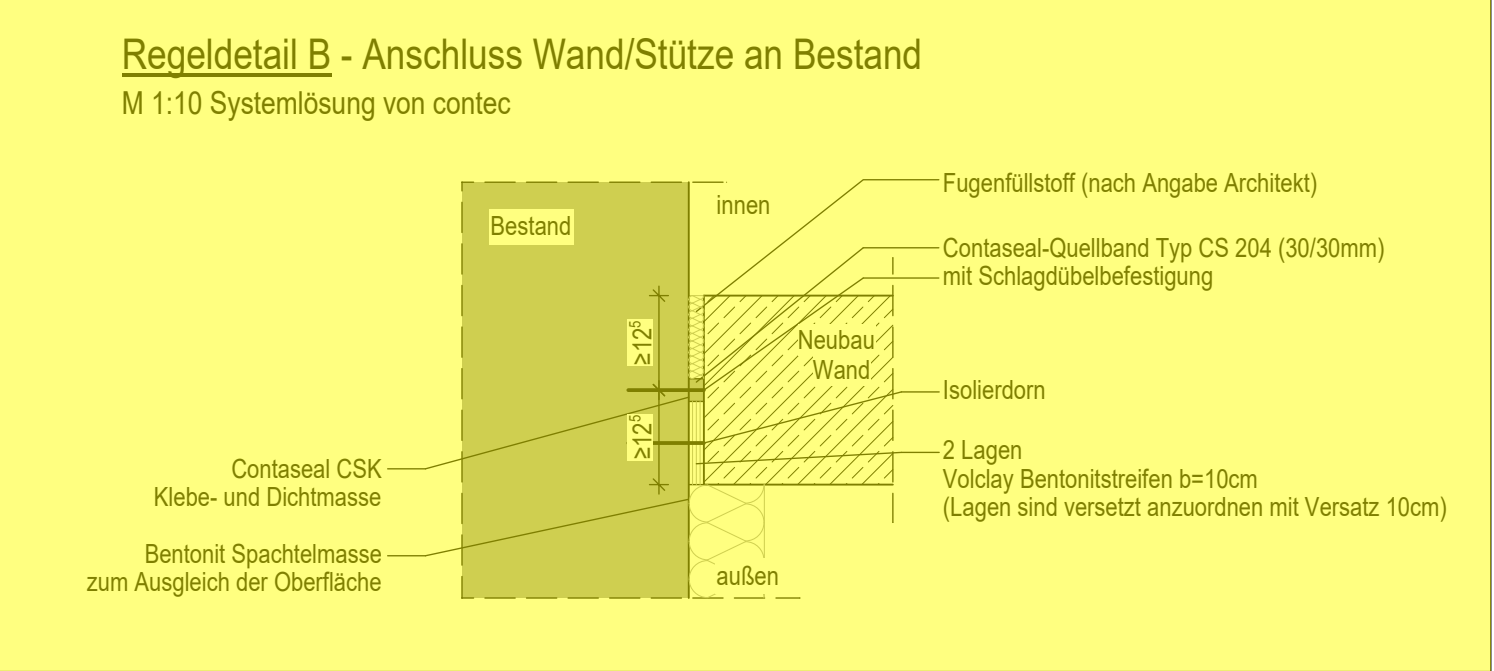 Regeldetail B - Anschluss Wand/Stütze an Bestand
M 1:10 Systemlösung von contec
Fugenfüllstoff (nach Angabe Architekt)
innen
Bestand
Contaseal-Quellband Typ CS 204 (30/30mm)
mit Schlagdübelbefestigung
≥12⁵
Neubau
Wand
Isolierdorn
≥12⁵
2 Lagen
Volclay Bentonitstreifen b=10cm
(Lagen sind versetzt anzuordnen mit Versatz 10cm)
Contaseal CSK
Klebe- und Dichtmasse
Bentonit Spachtelmasse
zum Ausgleich der Oberfläche
außen